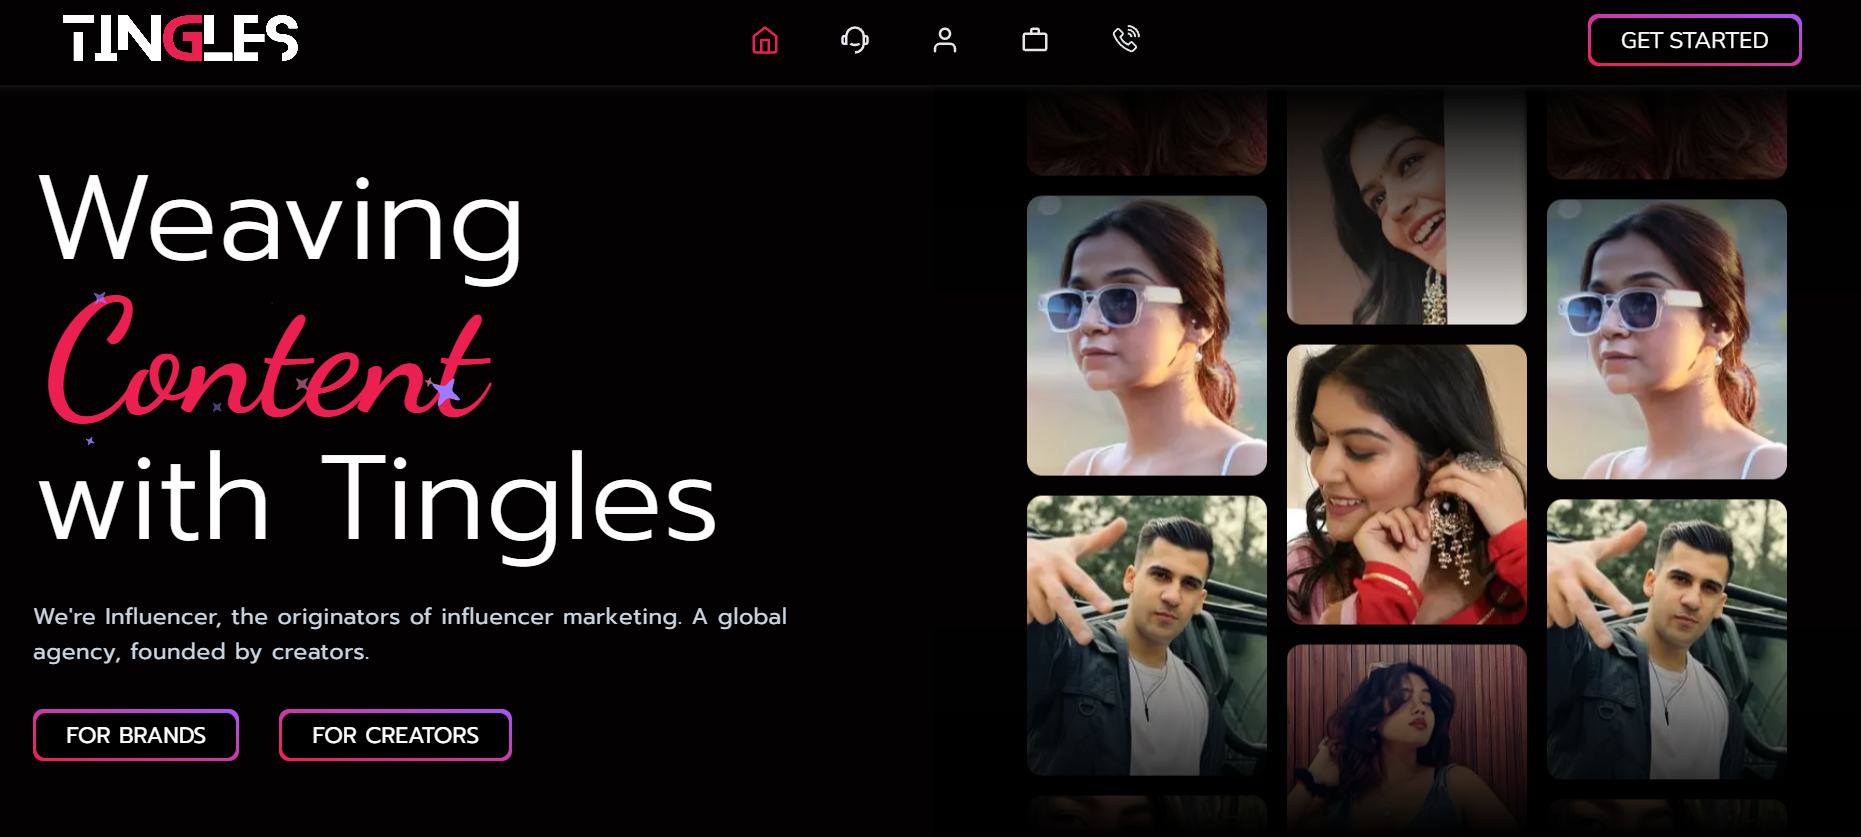 TINGLES
GET STARTED
Weaving
Content
with Tingles
We're Influencer, the originators of influencer marketing. A global
agency, founded by creators.
FOR BRANDS
FOR CREATORS